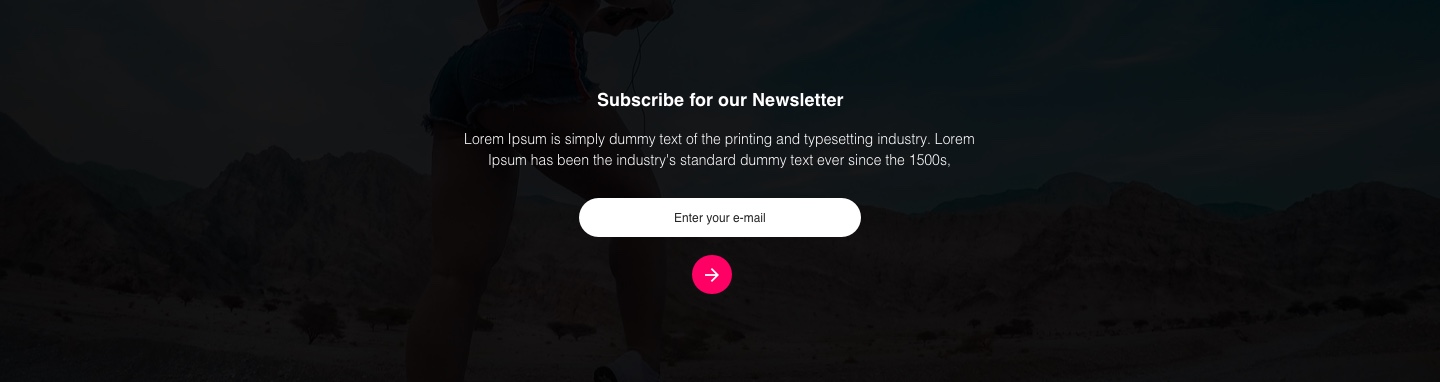 Subscribe for our Newsletter
Lorem Ipsum is simply dummy text of the printing and typesetting industry. Lorem
Ipsum has been the industry's standard dummy text ever since the 1500s,
Enter your e-mail